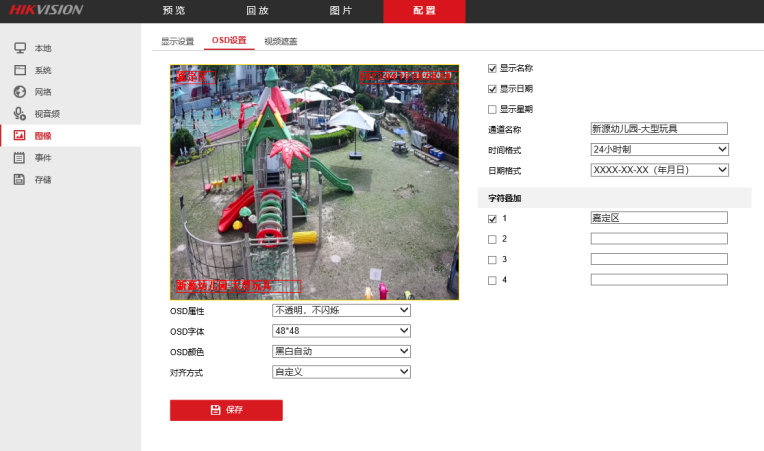 HIKVISION 预览 回放 图片 配置
本地
系统
网络
视音频
图像
事件
存储
显示设置 OSD设置 视频遮盖
嘉定区
新源幼儿园-大型玩具
显示名称
显示日期
显示星期
通道名称 新源幼儿园-大型玩具
时间格式 24小时制
日期格式 XXXX-XX-XX（年月日）
字符叠加
1 嘉定区
2
3
4
OSD属性 不透明，不闪烁
OSD字体 48*48
OSD颜色 黑白自动
对齐方式 自定义
保存